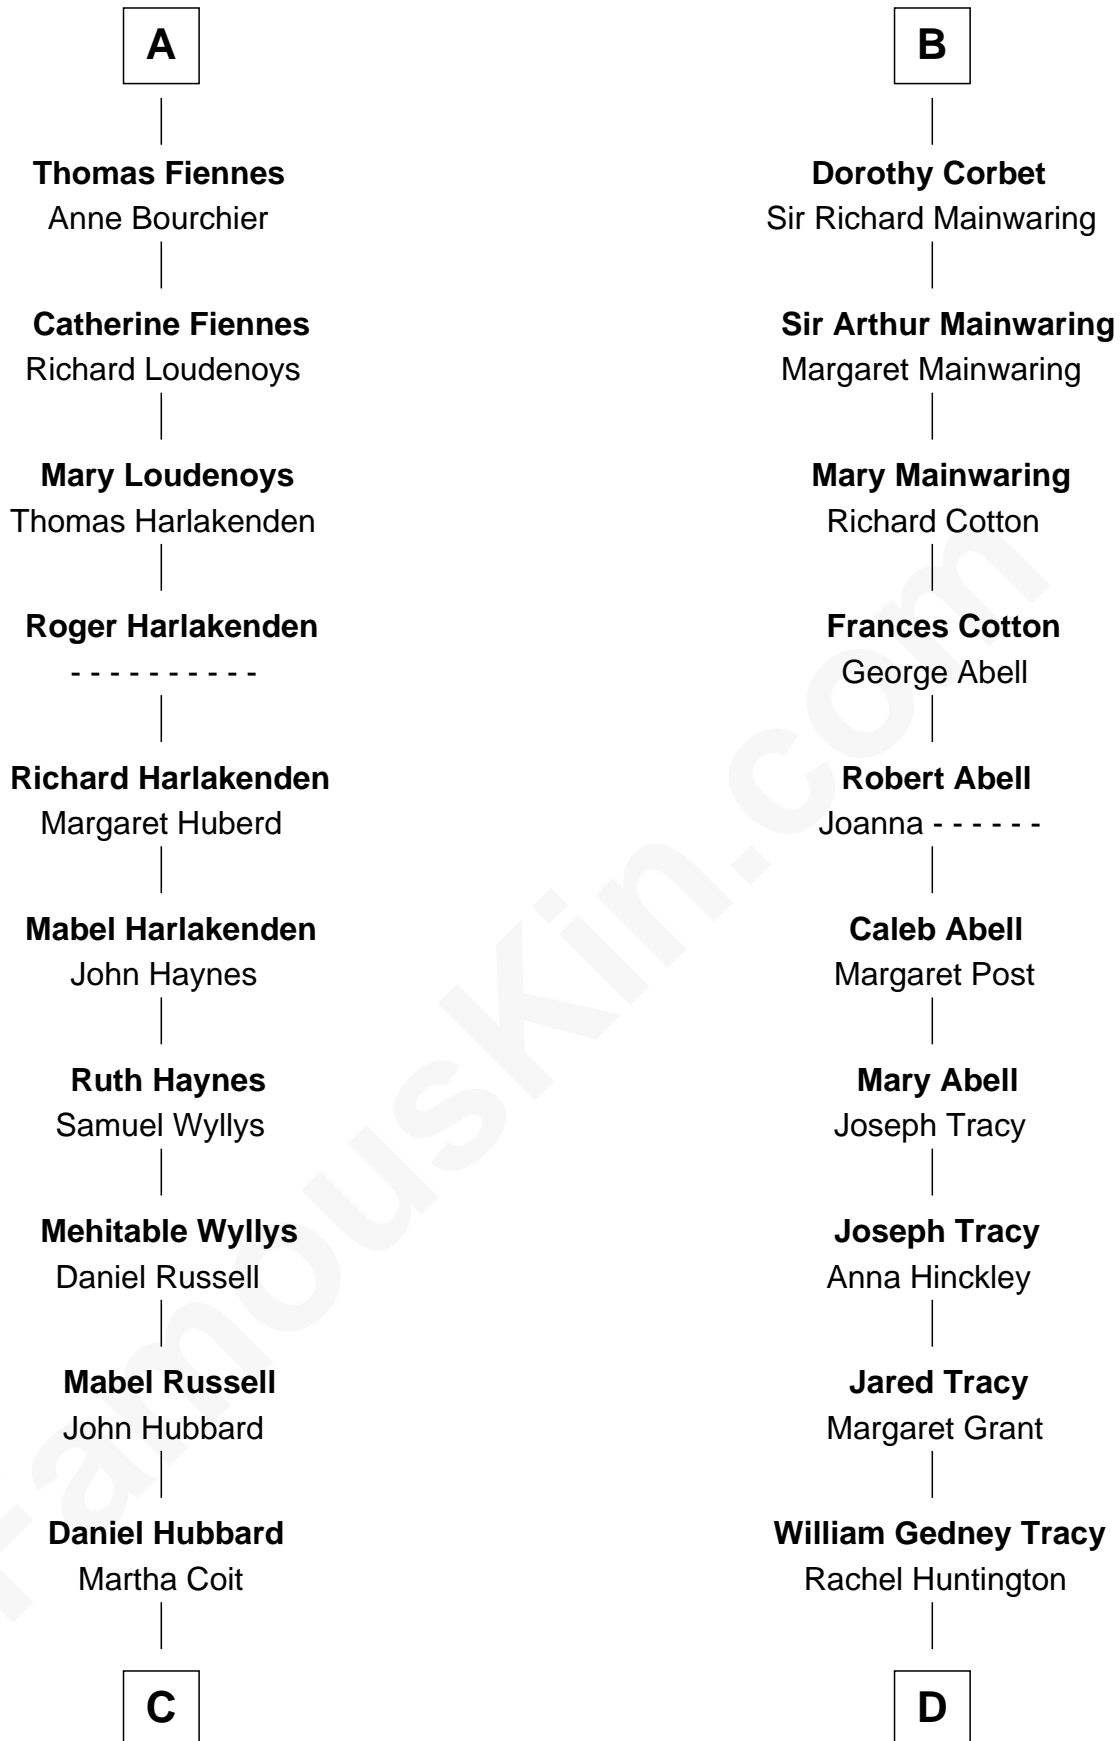 A
Thomas Fiennes
Anne Bourchier
Catherine Fiennes
Richard Loudenoys
Mary Loudenoys
Thomas Harlakenden
Roger Harlakenden
- - - - - - - - - -
Richard Harlakenden
Margaret Huberd
Mabel Harlakenden
John Haynes
Ruth Haynes
Samuel Wyllys
Mehitable Wyllys
Daniel Russell
Mabel Russell
John Hubbard
Daniel Hubbard
Martha Coit
C
B
Dorothy Corbet
Sir Richard Mainwaring
Sir Arthur Mainwaring
Margaret Mainwaring
Mary Mainwaring
Richard Cotton
Frances Cotton
George Abell
Robert Abell
Joanna - - - - - -
Caleb Abell
Margaret Post
Mary Abell
Joseph Tracy
Joseph Tracy
Anna Hinckley
Jared Tracy
Margaret Grant
William Gedney Tracy
Rachel Huntington
D
FamousKin.com